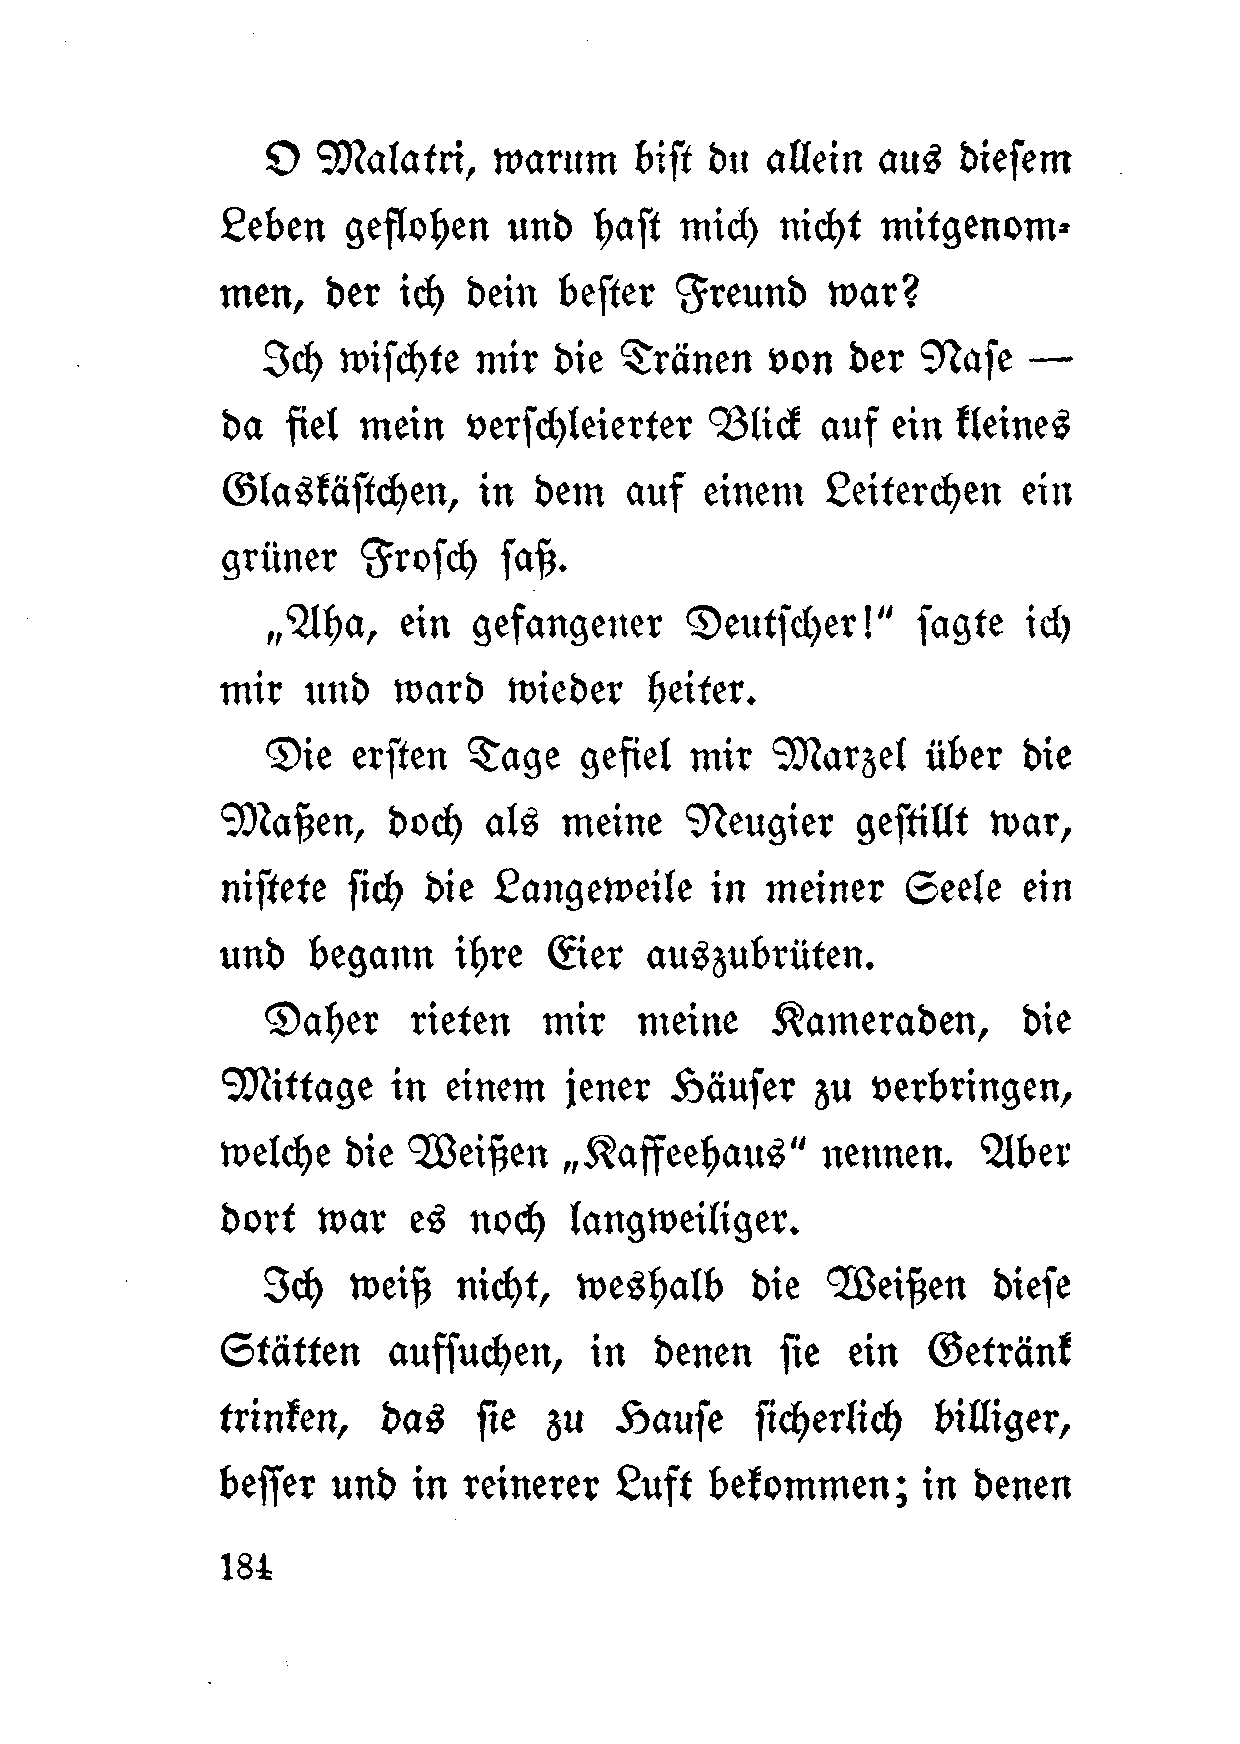 O Malatri, warum bist du allein aus diesem
Leben geflohen und hast mich nicht mitgenom-
men, der ich dein bester Freund war?
Ich wischte mir die Tränen von der Nase —
da fiel mein verschleierter Blick auf ein kleines
Glaskästchen, in dem auf einem Leiterchen ein
grüner Frosch saß.
„Aha, ein gefangener Deutscher!" sagte ich
mir und ward wieder heiter.
Die ersten Tage gefiel mir Marzel über die
Maßen, doch als meine Neugier gestillt war,
nistete sich die Langeweile in meiner Seele ein
und begann ihre Eier auszubrüten.
Daher rieten mir meine Kameraden, die
Mittage in einem jener Häuser zu verbringen,
welche die Weißen „Kaffeehaus" nennen. Aber
dort war es noch langweiliger.
Ich weiß nicht, weshalb die Weißen diese
Stätten aufsuchen, in denen sie ein Getränk
trinken, das sie zu Hause sicherlich billiger,
besser und in reinerer Luft bekommen; in denen
184